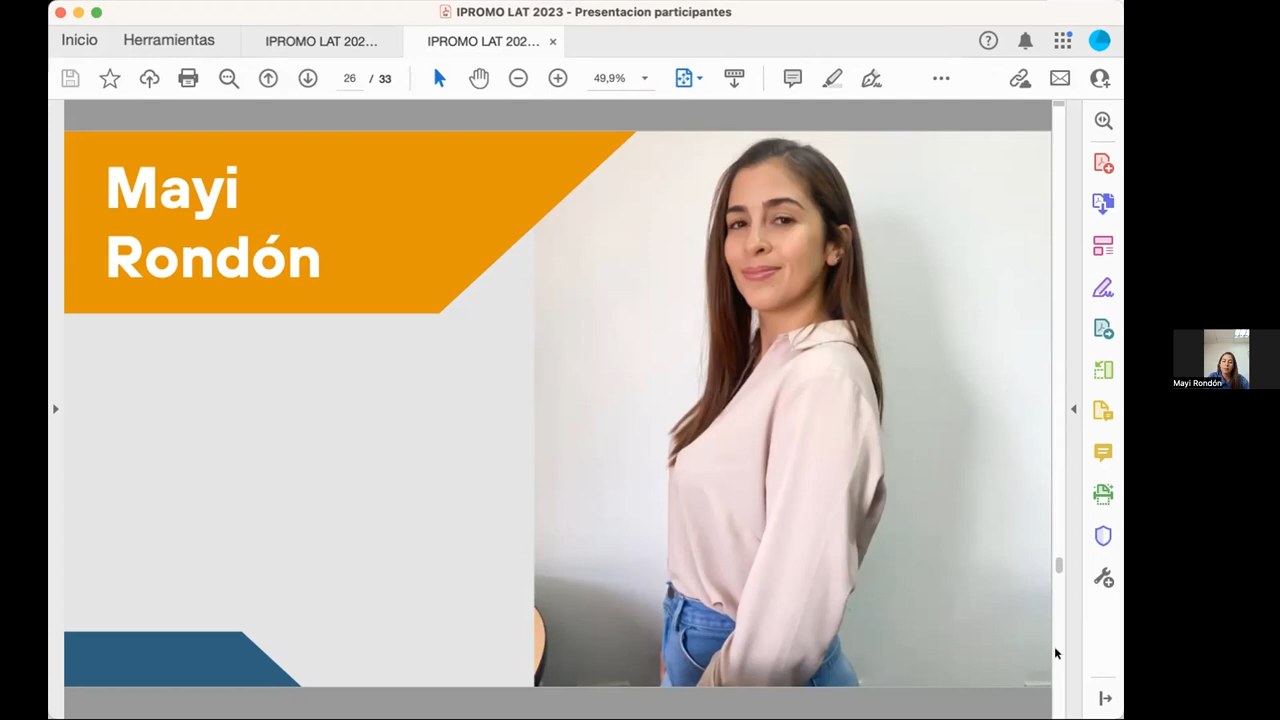 IPROMO LAT 2023 - Presentacion participantes
Inicio
Herramientas
IPROMO LAT 202...
IPROMO LAT 202...
26 / 33
49,9%
Mayi
Rondón
Mayi Rondón